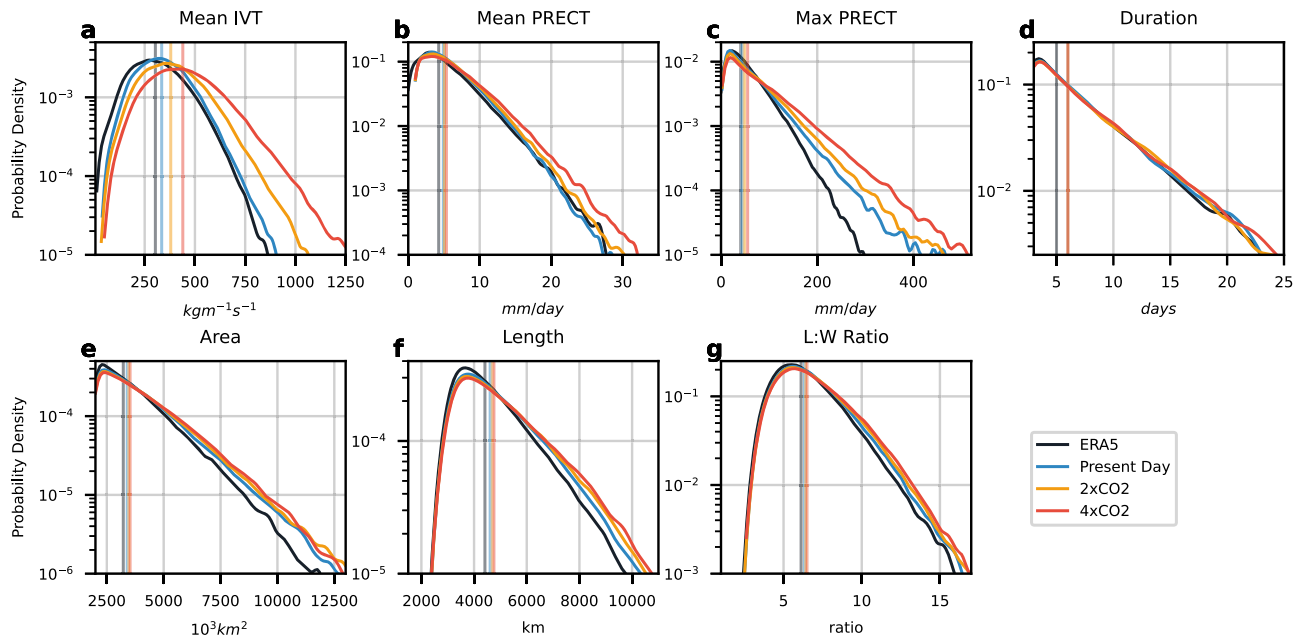 a Mean IVT
b Mean PRECT
c Max PRECT
d Duration
Probability Density
10⁻³
10⁻⁴
10⁻⁵
250 500 750 1000 1250
kgm⁻¹s⁻¹
10⁻¹
10⁻²
10⁻³
10⁻⁴
0 10 20 30
mm/day
10⁻²
10⁻³
10⁻⁴
10⁻⁵
0 200 400
mm/day
10⁻¹
10⁻²
5 10 15 20 25
days
e Area
f Length
g L:W Ratio
Probability Density
10⁻⁴
10⁻⁵
10⁻⁶
2500 5000 7500 10000 12500
10³km²
10⁻⁴
10⁻⁵
2000 4000 6000 8000 10000
km
10⁻¹
10⁻²
10⁻³
5 10 15
ratio
ERA5
Present Day
2xCO2
4xCO2